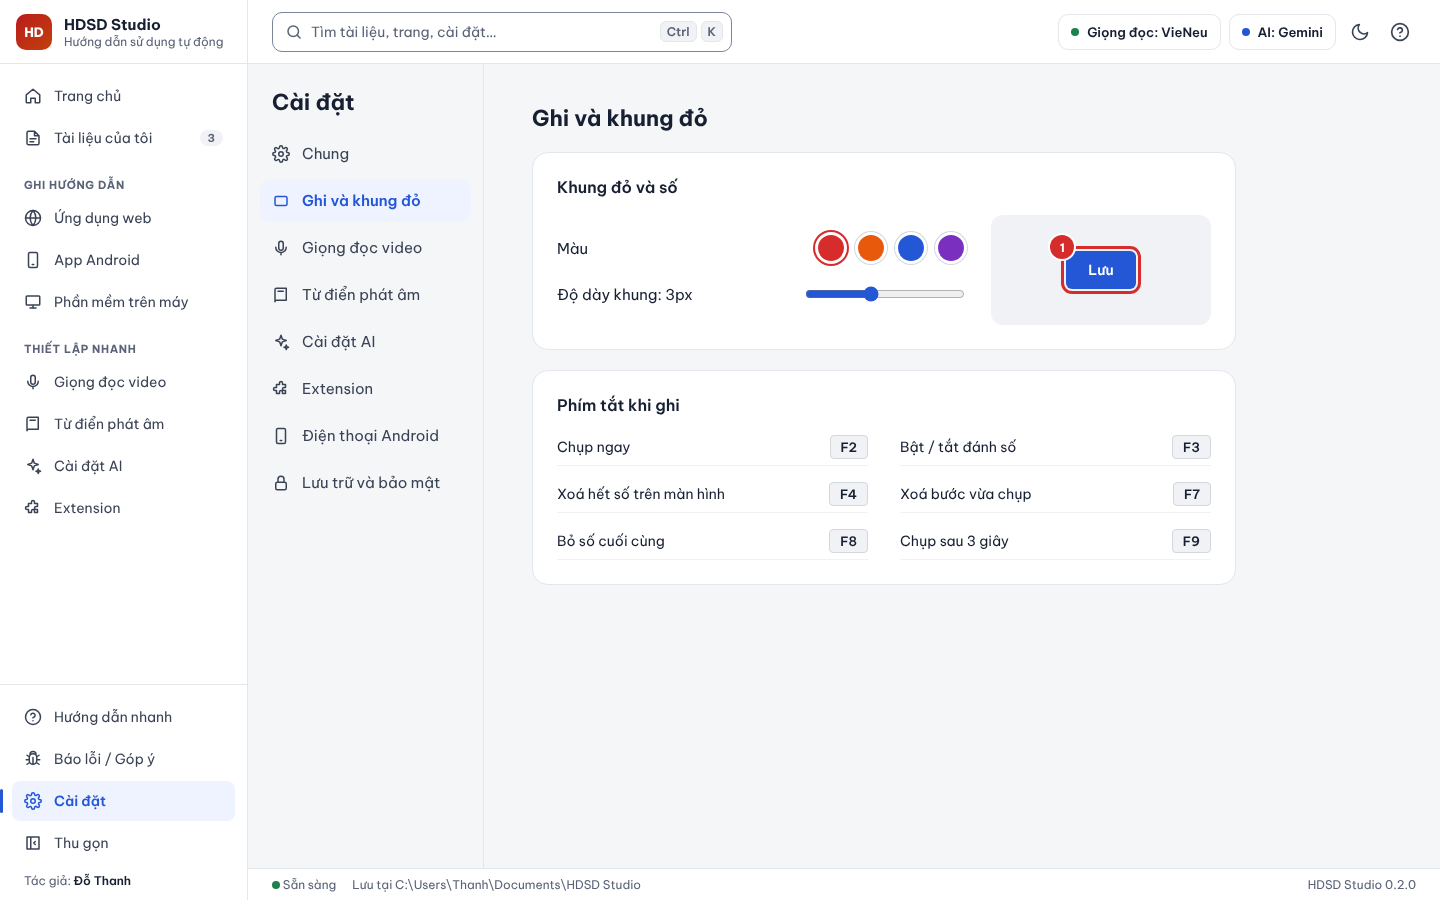 HD
HDSD Studio
Hướng dẫn sử dụng tự động
Tìm tài liệu, trang, cài đặt...
Ctrl
K
Giọng đọc: VieNeu
AI: Gemini
Trang chủ
Tài liệu của tôi
3
GHI HƯỚNG DẪN
Ứng dụng web
App Android
Phần mềm trên máy
THIẾT LẬP NHANH
Giọng đọc video
Từ điển phát âm
Cài đặt AI
Extension
Hướng dẫn nhanh
Báo lỗi / Góp ý
Cài đặt
Thu gọn
Tác giả: Đỗ Thanh
Cài đặt
Chung
Ghi và khung đỏ
Giọng đọc video
Từ điển phát âm
Cài đặt AI
Extension
Điện thoại Android
Lưu trữ và bảo mật
Ghi và khung đỏ
Khung đỏ và số
Màu
Độ dày khung: 3px
1
Lưu
Phím tắt khi ghi
Chụp ngay F2
Bật / tắt đánh số F3
Xoá hết số trên màn hình F4
Xoá bước vừa chụp F7
Bỏ số cuối cùng F8
Chụp sau 3 giây F9
Sẵn sàng
Lưu tại C:\Users\Thanh\Documents\HDSD Studio
HDSD Studio 0.2.0